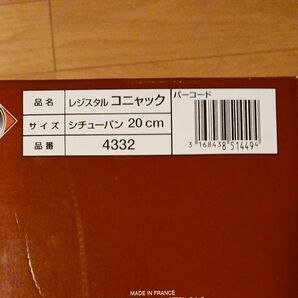 品名 レジスタル コニャック バーコード
サイズ シチューパン 20cm
品番 4332
3 168438 514494
MADE IN FRANCE